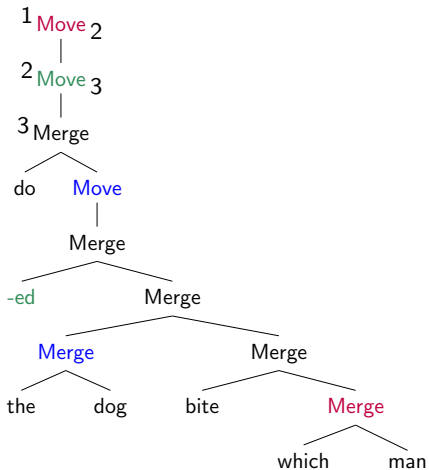 1 Move 2
2 Move 3
3 Merge
do Move
Merge
-ed Merge
Merge Merge
the dog bite Merge
which man